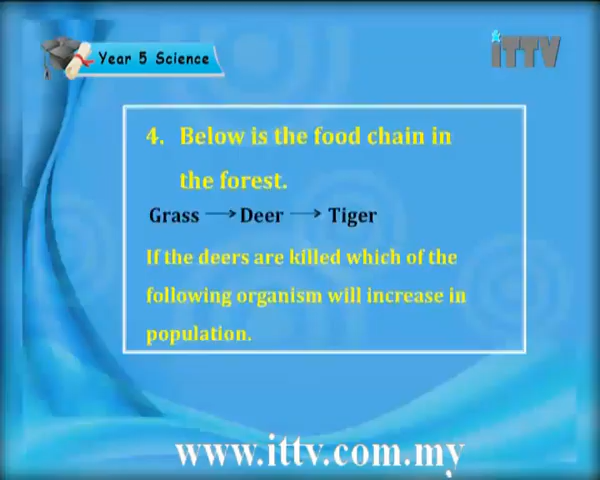 Year 5 Science
iTTV
4. Below is the food chain in
the forest.
Grass → Deer → Tiger
If the deers are killed which of the
following organism will increase in
population.
www.ittv.com.my